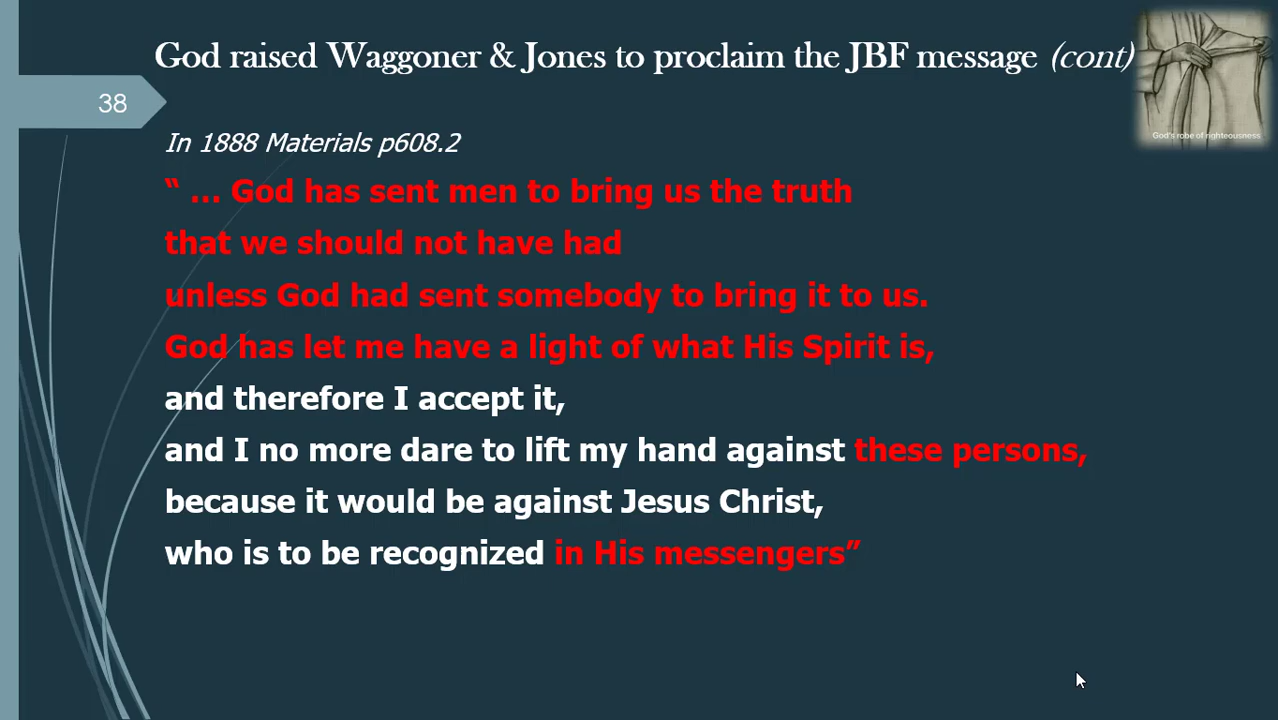 God raised Waggoner & Jones to proclaim the JBF message (cont)
God's robe of righteousness
38
In 1888 Materials p608.2
“ … God has sent men to bring us the truth
that we should not have had
unless God had sent somebody to bring it to us.
God has let me have a light of what His Spirit is,
and therefore I accept it,
and I no more dare to lift my hand against these persons,
because it would be against Jesus Christ,
who is to be recognized in His messengers”